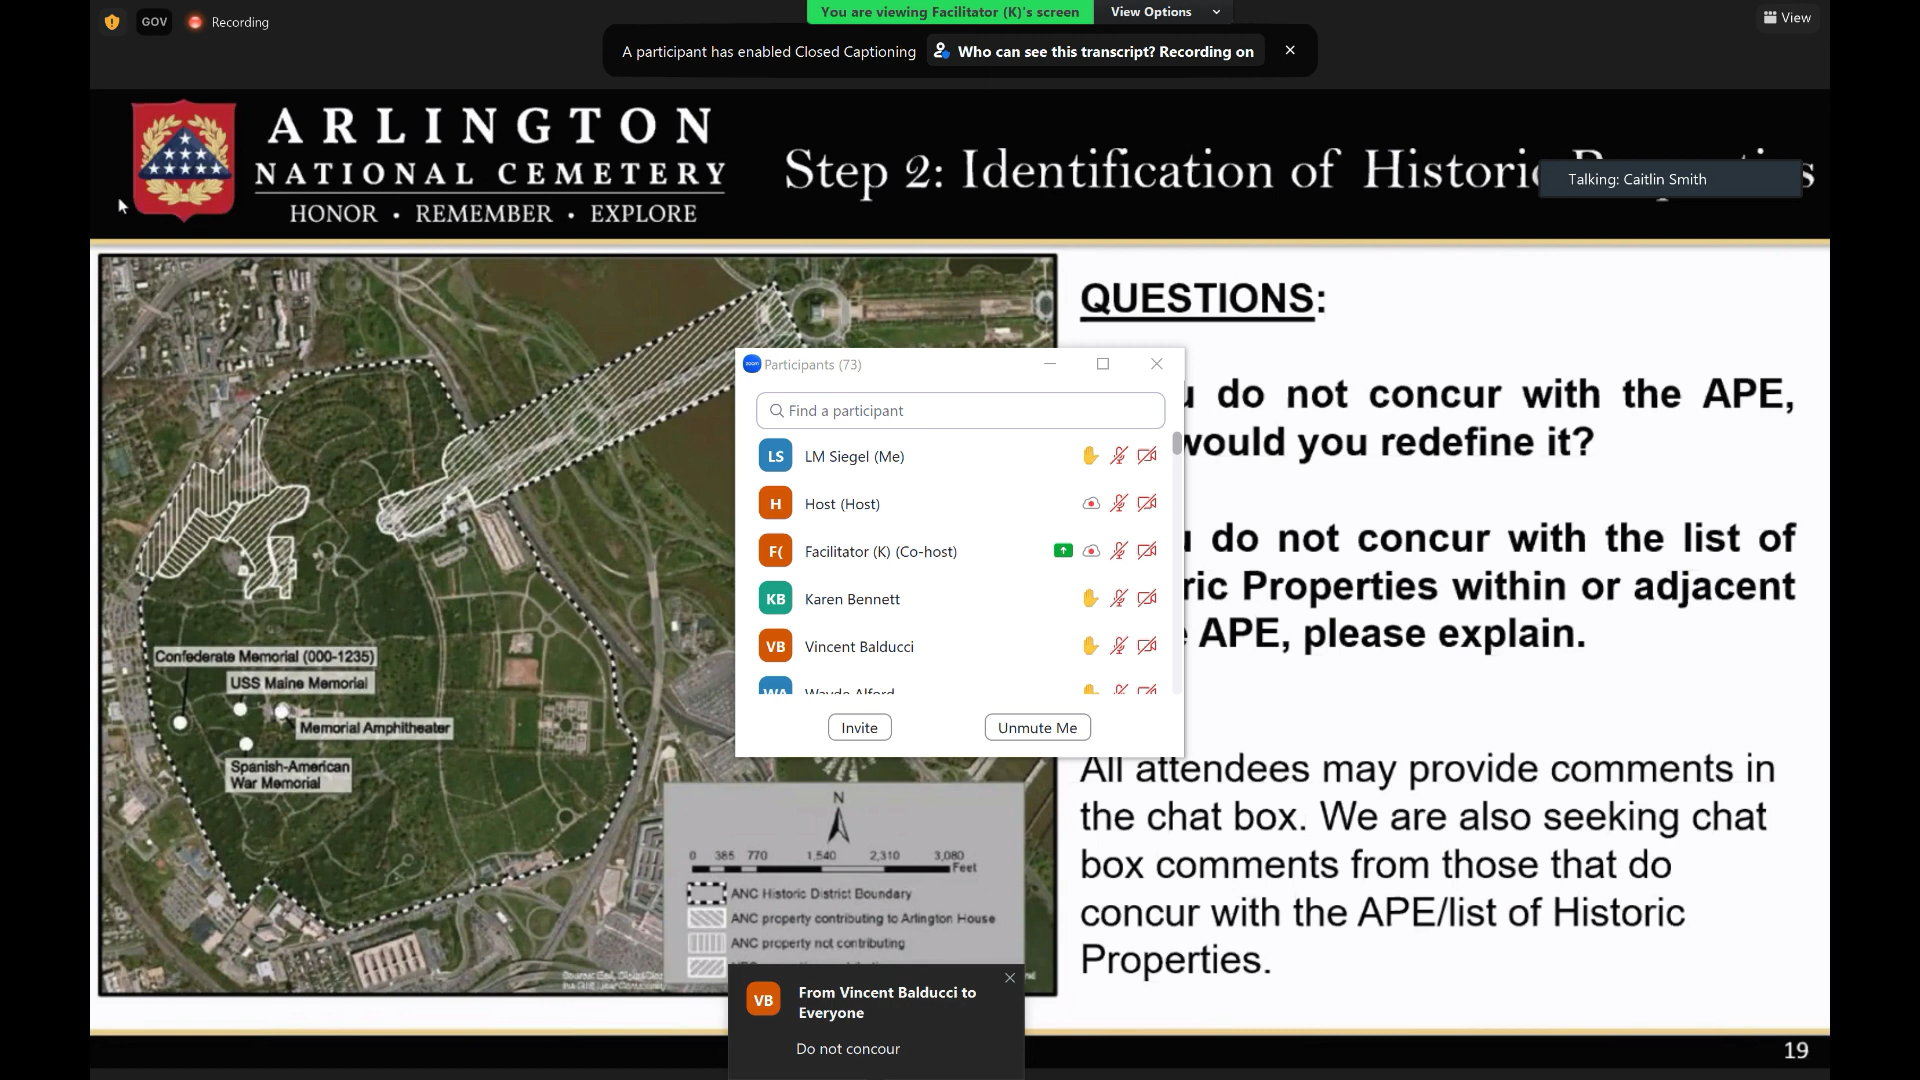 You are viewing Facilitator (K)'s screen
View Options
GOV
Recording
View
A participant has enabled Closed Captioning
Who can see this transcript? Recording on
ARLINGTON
NATIONAL CEMETERY
HONOR • REMEMBER • EXPLORE
Step 2: Identification of Historic
Talking: Caitlin Smith
QUESTIONS:
do not concur with the APE,
would you redefine it?
do not concur with the list of
Properties within or adjacent
APE, please explain.
All attendees may provide comments in
the chat box. We are also seeking chat
box comments from those that do
concur with the APE/list of Historic
Properties.
Participants (73)
Find a participant
LS LM Siegel (Me)
H Host (Host)
F( Facilitator (K) (Co-host)
KB Karen Bennett
VB Vincent Balducci
WA Wayde Alford
Invite
Unmute Me
Confederate Memorial (000-1235)
USS Maine Memorial
Memorial Amphitheater
Spanish-American
War Memorial
N
0 385 770 1,540 2,310 3,080
Feet
ANC Historic District Boundary
ANC property contributing to Arlington House
ANC property not contributing
VB From Vincent Balducci to
Everyone
Do not concour
19